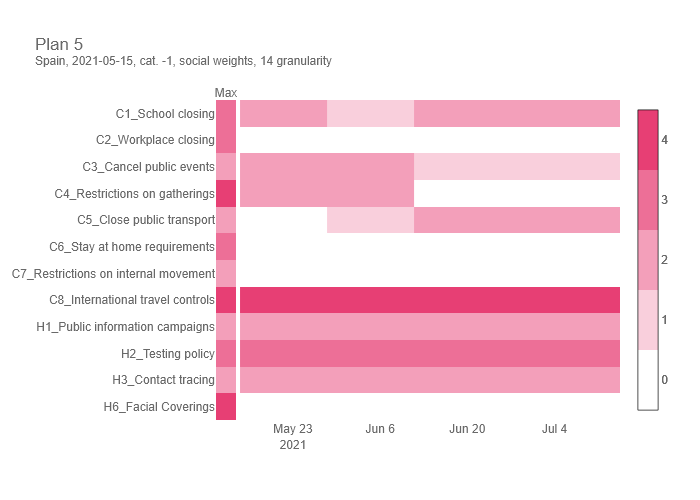 Plan 5
Spain, 2021-05-15, cat. -1, social weights, 14 granularity
Max
C1_School closing
C2_Workplace closing
C3_Cancel public events
C4_Restrictions on gatherings
C5_Close public transport
C6_Stay at home requirements
C7_Restrictions on internal movement
C8_International travel controls
H1_Public information campaigns
H2_Testing policy
H3_Contact tracing
H6_Facial Coverings
May 23
2021
Jun 6
Jun 20
Jul 4
4
3
2
1
0